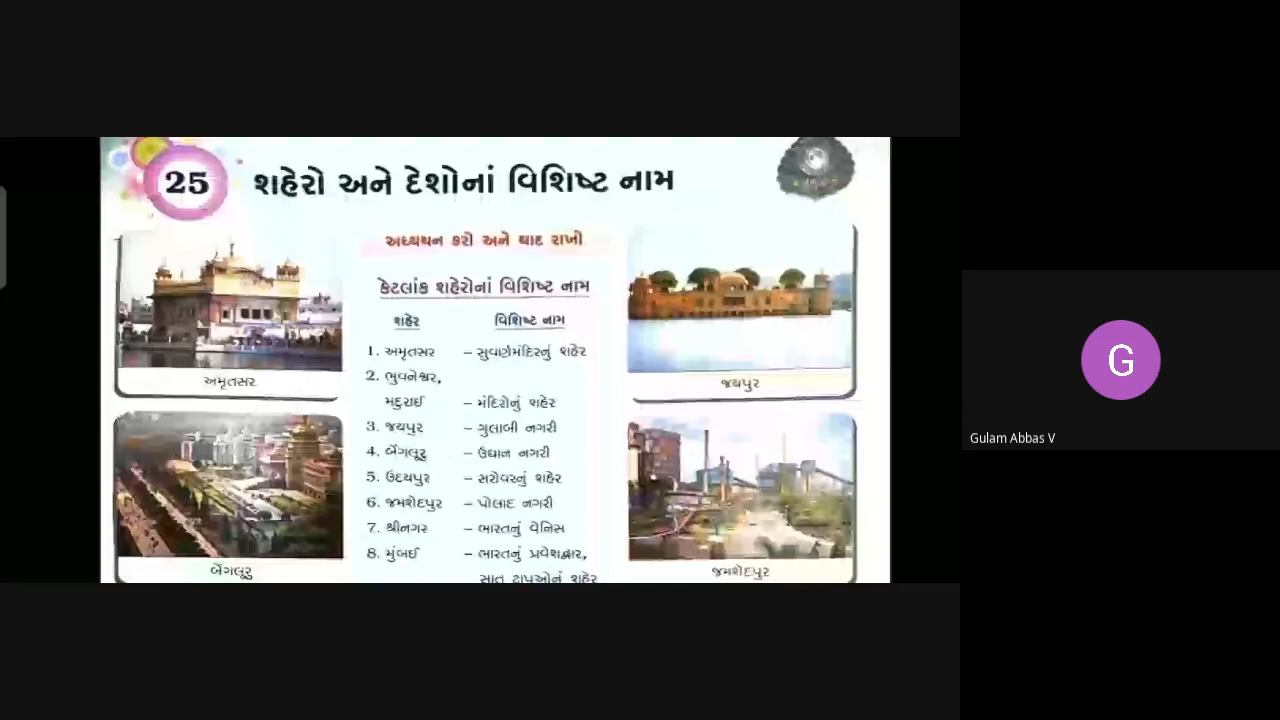 25
શહેરો અને દેશોનાં વિશિષ્ટ નામ
અધ્યયન કરો અને યાદ રાખો
કેટલાંક શહેરોનાં વિશિષ્ટ નામ
શહેર વિશિષ્ટ નામ
1. અમૃતસર – સુવર્ણમંદિરનું શહેર
2. ભુવનેશ્વર,
મદુરાઈ – મંદિરોનું શહેર
3. જયપુર – ગુલાબી નગરી
4. બેંગલૂરુ – ઉદ્યાન નગરી
5. ઉદયપુર – સરોવરનું શહેર
6. જમશેદપુર – પોલાદ નગરી
7. શ્રીનગર – ભારતનું વેનિસ
8. મુંબઈ – ભારતનું પ્રવેશદ્વાર,
સાત ટાપુઓનું શહેર
અમૃતસર
બેંગલૂરુ
જયપુર
જમશેદપુર
G
Gulam Abbas V